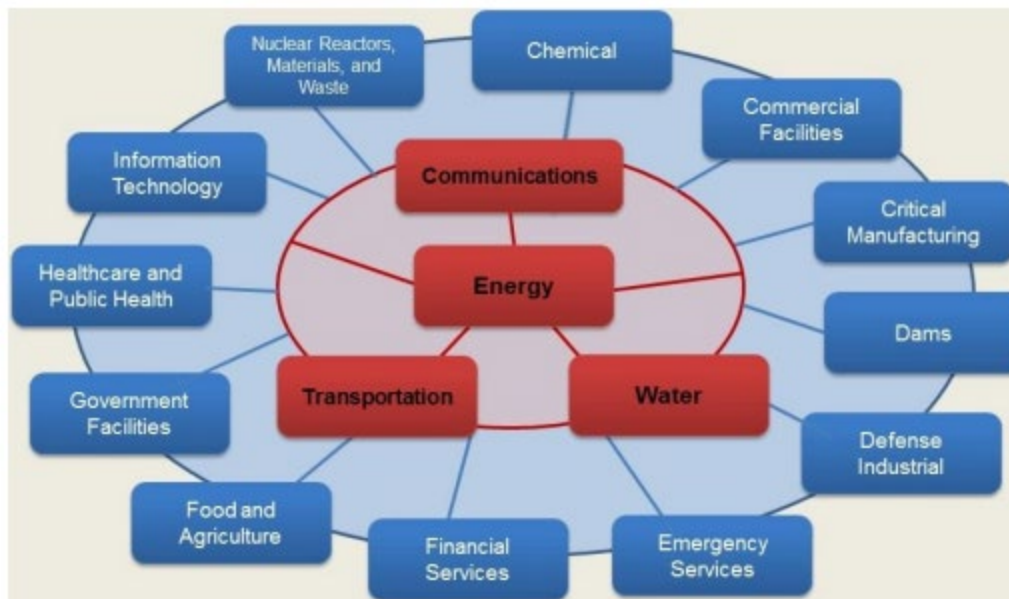 Nuclear Reactors,
Materials, and
Waste
Chemical
Commercial
Facilities
Information
Technology
Communications
Critical
Manufacturing
Healthcare and
Public Health
Energy
Dams
Government
Facilities
Transportation
Water
Defense
Industrial
Food and
Agriculture
Financial
Services
Emergency
Services